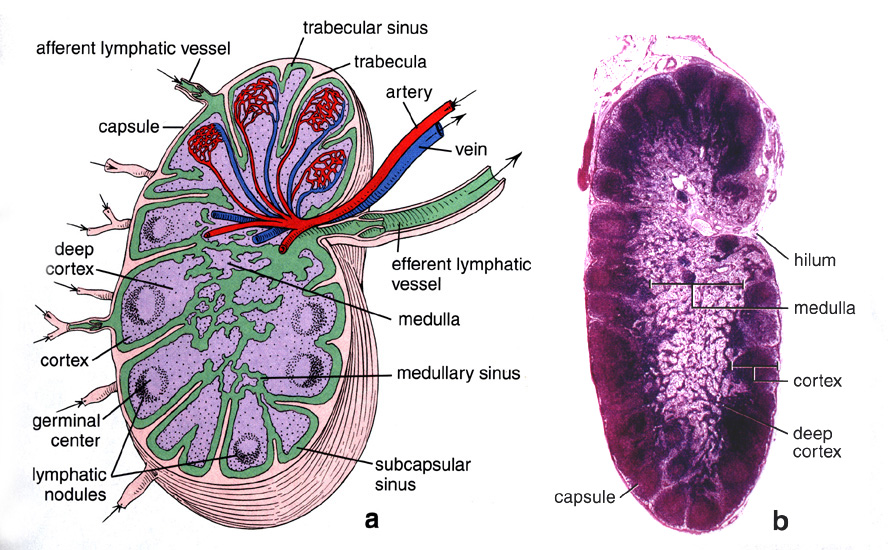 trabecular sinus
afferent lymphatic vessel
trabecula
artery
capsule
vein
deep
cortex
efferent lymphatic
vessel
medulla
cortex
medullary sinus
germinal
center
lymphatic
nodules
subcapsular
sinus
a
hilum
medulla
cortex
deep
cortex
capsule
b